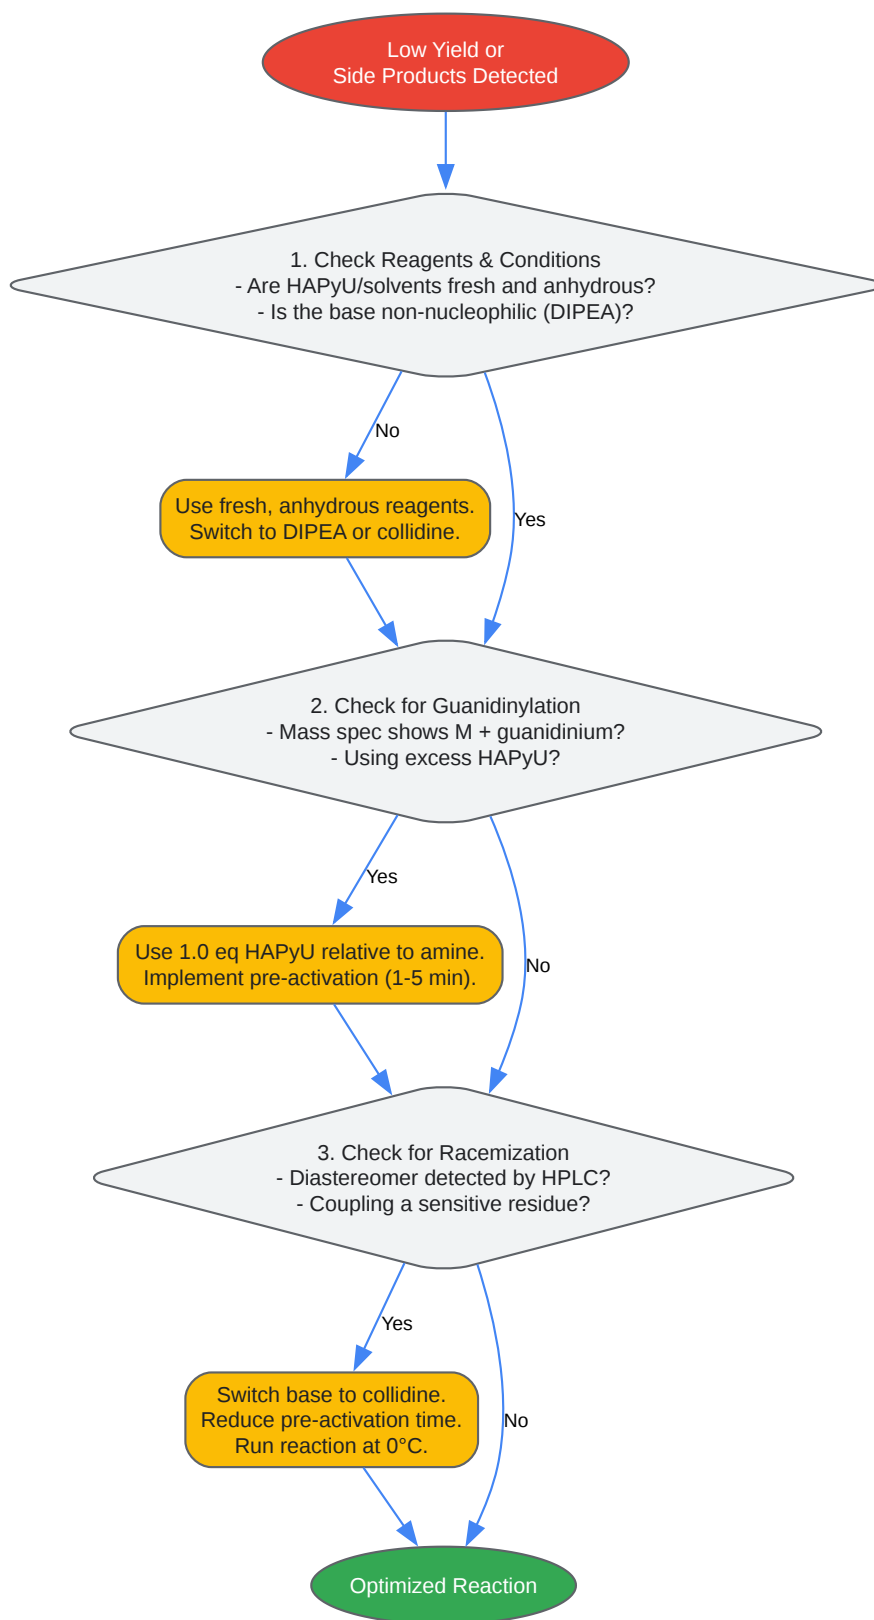 Low Yield or
Side Products Detected
1. Check Reagents & Conditions
- Are HAPyU/solvents fresh and anhydrous?
- Is the base non-nucleophilic (DIPEA)?
No
Yes
Use fresh, anhydrous reagents.
Switch to DIPEA or collidine.
2. Check for Guanidinylation
- Mass spec shows M + guanidinium?
- Using excess HAPyU?
Yes
No
Use 1.0 eq HAPyU relative to amine.
Implement pre-activation (1-5 min).
3. Check for Racemization
- Diastereomer detected by HPLC?
- Coupling a sensitive residue?
Yes
No
Switch base to collidine.
Reduce pre-activation time.
Run reaction at 0°C.
Optimized Reaction